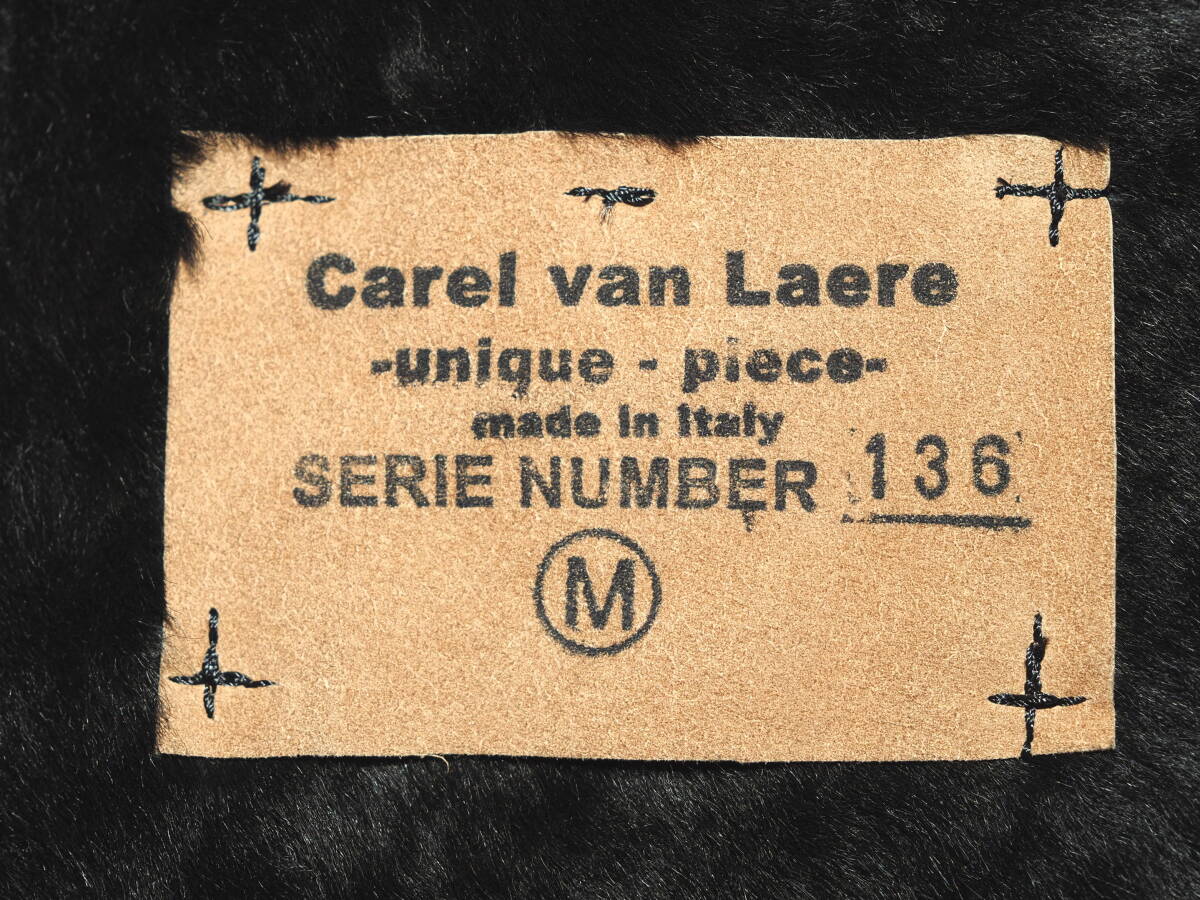 Carel van Laere
-unique - piece-
made in Italy
SERIE NUMBER 136
M